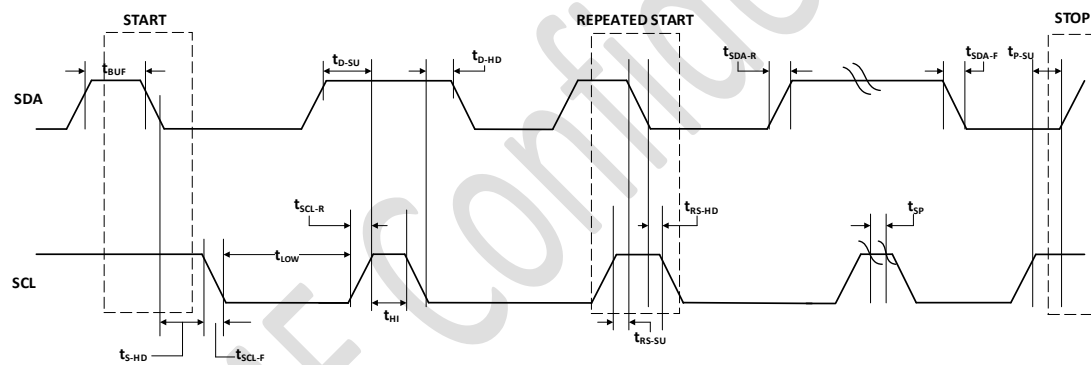 START
REPEATED START
STOP
tBUF
tD-SU
tD-HD
tSDA-R
tSDA-F
tP-SU
SDA
tSCL-R
tRS-HD
tSP
tLOW
SCL
tHI
tS-HD
tSCL-F
tRS-SU